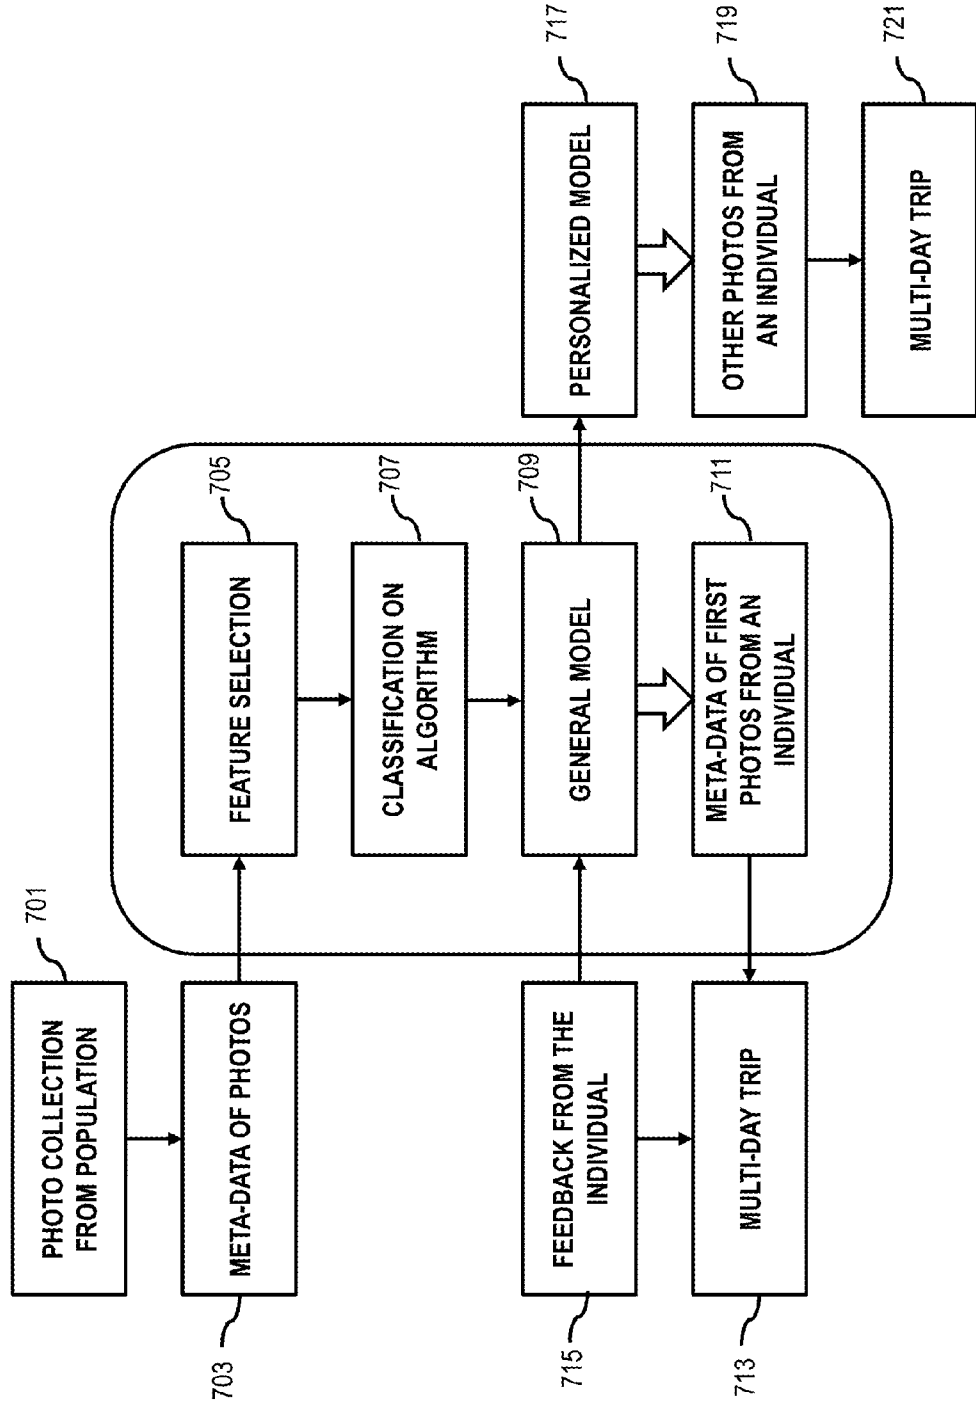 701
PHOTO COLLECTION
FROM POPULATION
META-DATA OF PHOTOS
703
FEATURE SELECTION
705
CLASSIFICATION ON
ALGORITHM
707
GENERAL MODEL
709
META-DATA OF FIRST
PHOTOS FROM AN
INDIVIDUAL
711
FEEDBACK FROM THE
INDIVIDUAL
715
MULTI-DAY TRIP
713
PERSONALIZED MODEL
717
OTHER PHOTOS FROM
AN INDIVIDUAL
719
MULTI-DAY TRIP
721